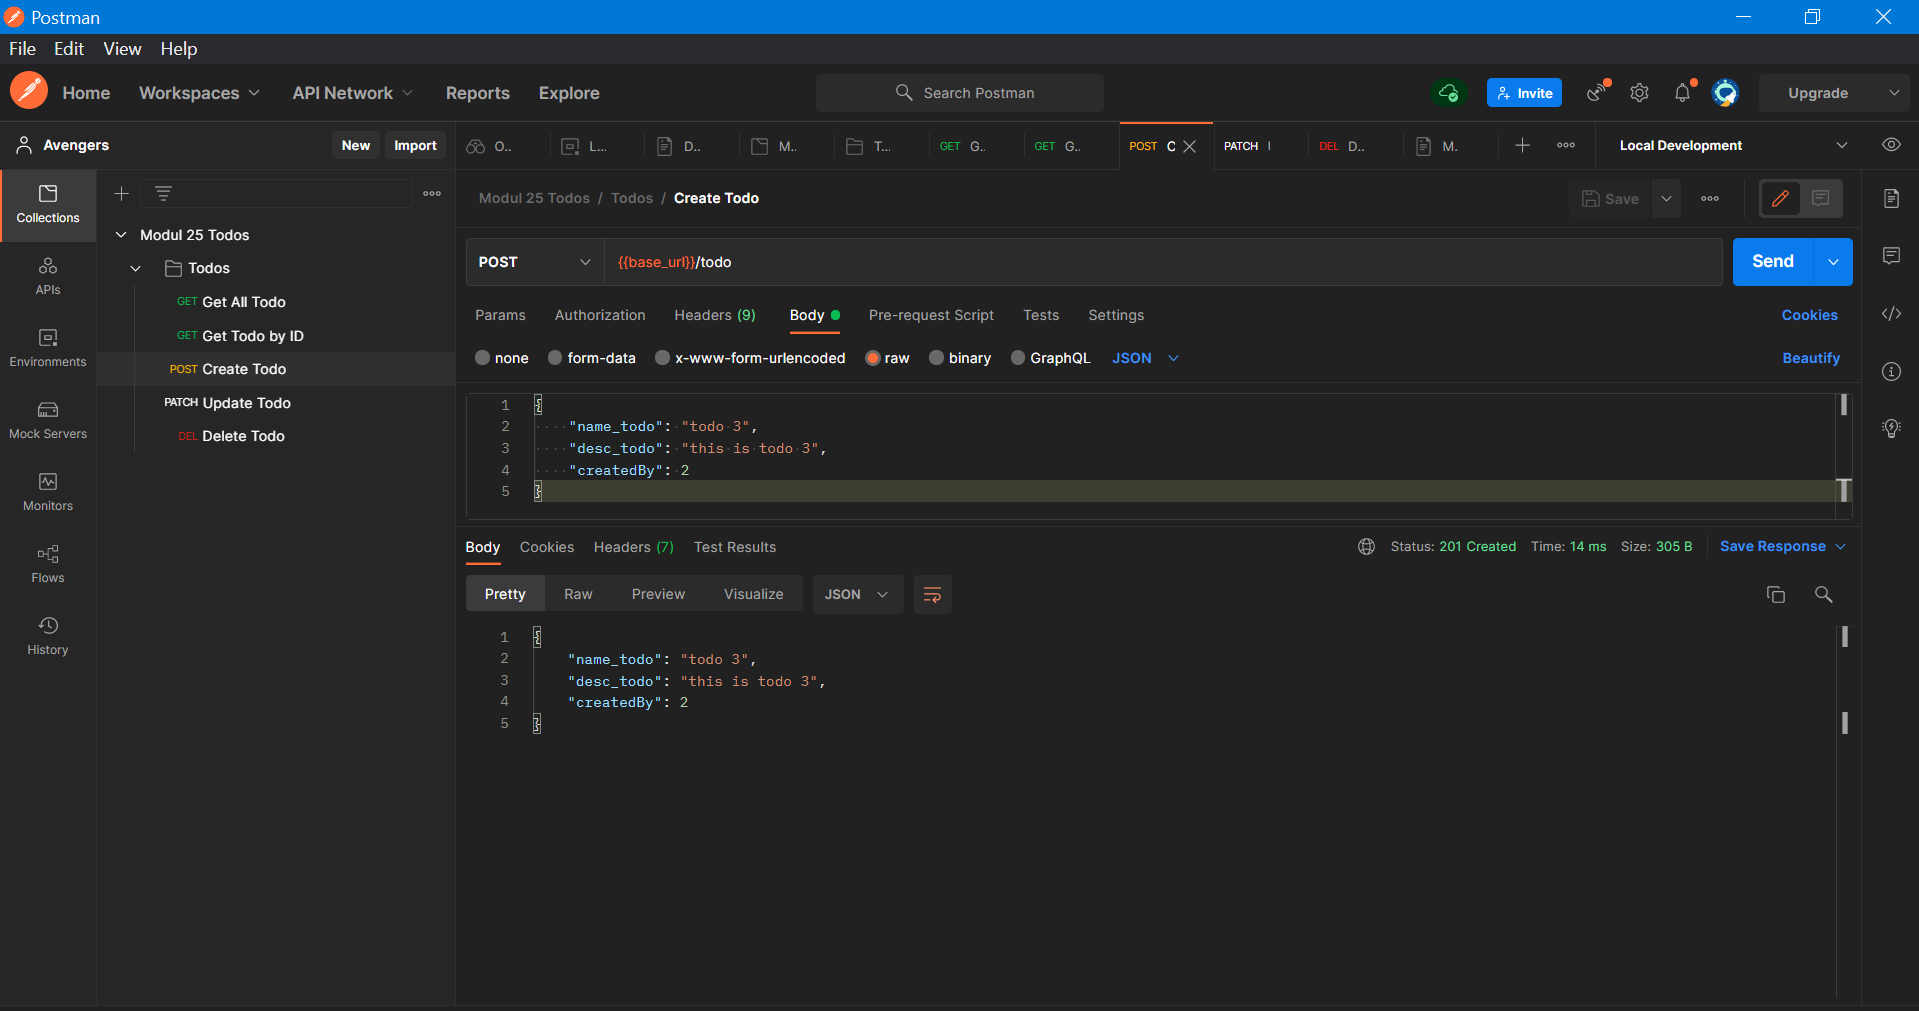 Postman
File Edit View Help
Home Workspaces API Network Reports Explore Search Postman Invite Upgrade
Avengers New Import O.. L... D.. M.. T... GET G.. GET G.. POST C PATCH DEL D.. M. Local Development
Collections
APIs
Environments
Mock Servers
Monitors
Flows
History
Modul 25 Todos
Todos
GET Get All Todo
GET Get Todo by ID
POST Create Todo
PATCH Update Todo
DEL Delete Todo
Modul 25 Todos / Todos / Create Todo Save
POST {{base_url}}/todo Send
Params Authorization Headers (9) Body Pre-request Script Tests Settings Cookies
none form-data x-www-form-urlencoded raw binary GraphQL JSON Beautify
1 {
2 "name_todo": "todo 3",
3 "desc_todo": "this is todo 3",
4 "createdBy": 2
5 }
Body Cookies Headers (7) Test Results Status: 201 Created Time: 14 ms Size: 305 B Save Response
Pretty Raw Preview Visualize JSON
1 {
2 "name_todo": "todo 3",
3 "desc_todo": "this is todo 3",
4 "createdBy": 2
5 }